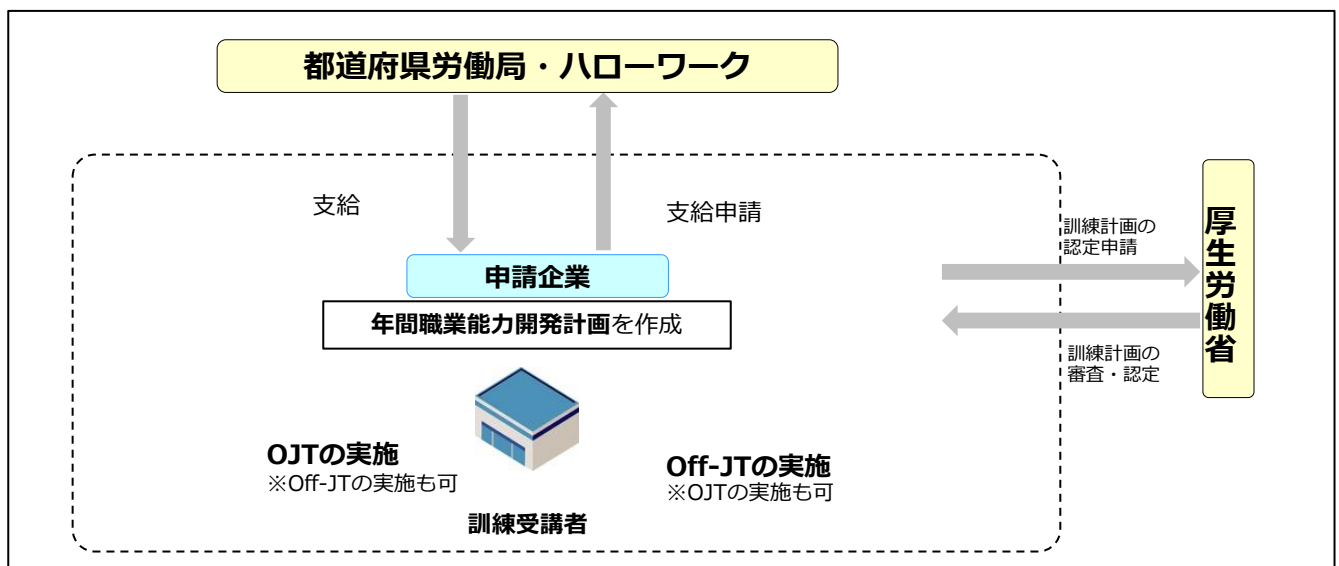 都道府県労働局・ハローワーク
支給
支給申請
訓練計画の
認定申請
厚生労働省
申請企業
年間職業能力開発計画を作成
訓練計画の
審査・認定
OJTの実施
※Off-JTの実施も可
Off-JTの実施
※OJTの実施も可
訓練受講者